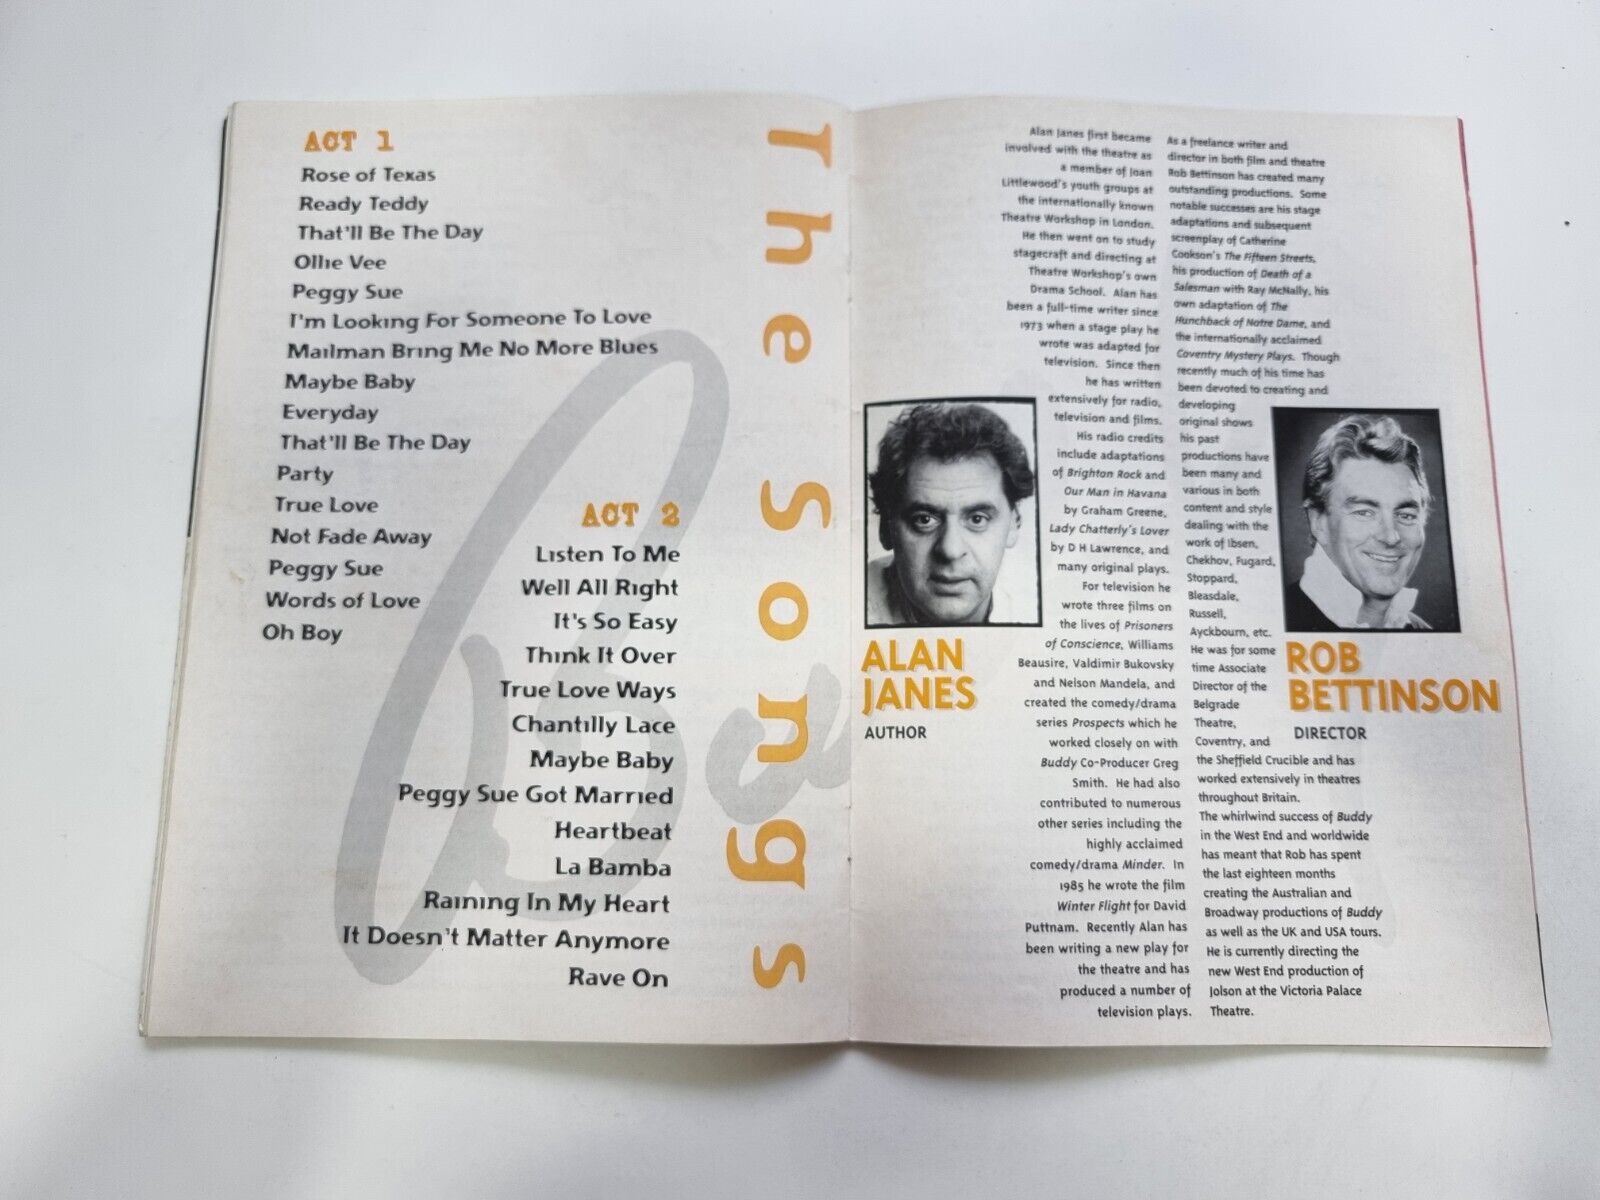 ACT 1
Rose of Texas
Ready Teddy
That'll Be The Day
Ollie Vee
Peggy Sue
I'm Looking For Someone To Love
Mailman Bring Me No More Blues
Maybe Baby
Everyday
That'll Be The Day
Party
True Love
Not Fade Away
Peggy Sue
Words of Love
Oh Boy
ACT 2
Listen To Me
Well All Right
It's So Easy
Think It Over
True Love Ways
Chantilly Lace
Maybe Baby
Peggy Sue Got Married
Heartbeat
La Bamba
Raining In My Heart
It Doesn't Matter Anymore
Rave On
The Songs
Alan Janes first became
involved with the theatre as
a member of Joan
Littlewood's youth groups at
the internationally known
Theatre Workshop in London.
He then went on to study
stagecraft and directing at
Theatre Workshop's own
Drama School. Alan has
been a full-time writer since
1973 when a stage play he
wrote was adapted for
television. Since then
he has written
extensively for radio,
television and films.
His radio credits
include adaptations
of Brighton Rock and
Our Man in Havana
by Graham Greene,
Lady Chatterly's Lover
by D H Lawrence, and
many original plays.
For television he
wrote three films on
the lives of Prisoners
of Conscience, Williams
Beausire, Valdimir Bukovsky
and Nelson Mandela, and
created the comedy/drama
series Prospects which he
worked closely on with
Buddy Co-Producer Greg
Smith. He had also
contributed to numerous
other series including the
highly acclaimed
comedy/drama Minder. In
1985 he wrote the film
Winter Flight for David
Puttnam. Recently Alan has
been writing a new play for
the theatre and has
produced a number of
television plays.
ALAN
JANES
AUTHOR
As a freelance writer and
director in both film and theatre
Rob Bettinson has created many
outstanding productions. Some
notable successes are his stage
adaptations and subsequent
screenplay of Catherine
Cookson's The Fifteen Streets,
his production of Death of a
Salesman with Ray McNally, his
own adaptation of The
Hunchback of Notre Dame, and
the internationally acclaimed
Coventry Mystery Plays. Though
recently much of his time has
been devoted to creating and
developing
original shows
his past
productions have
been many and
various in both
content and style
dealing with the
work of Ibsen,
Chekhov, Fugard,
Stoppard,
Bleasdale,
Russell,
Ayckbourn, etc.
He was for some
time Associate
Director of the
Belgrade
Theatre,
Coventry, and
the Sheffield Crucible and has
worked extensively in theatres
throughout Britain.
The whirlwind success of Buddy
in the West End and worldwide
has meant that Rob has spent
the last eighteen months
creating the Australian and
Broadway productions of Buddy
as well as the UK and USA tours.
He is currently directing the
new West End production of
Jolson at the Victoria Palace
Theatre.
ROB
BETTINSON
DIRECTOR